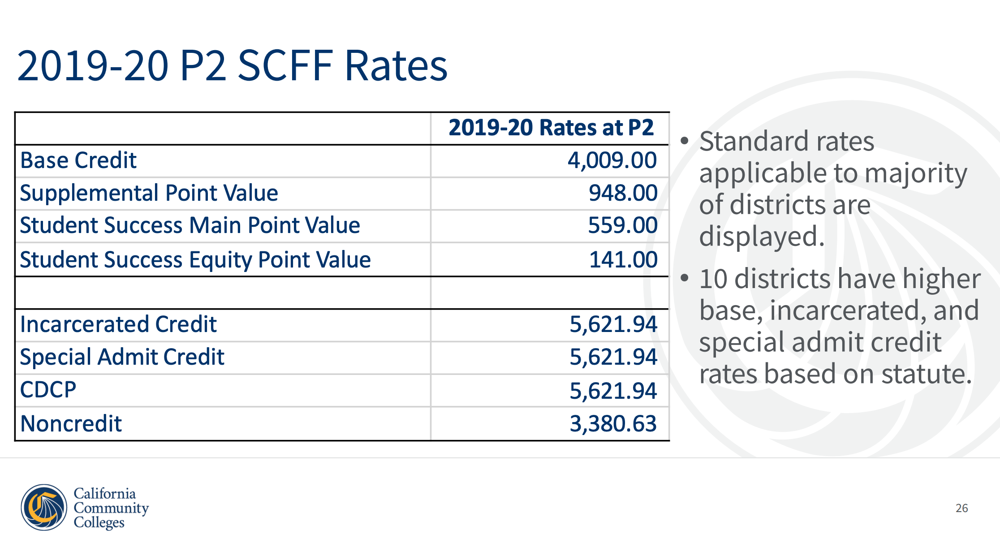 2019-20 P2 SCFF Rates
2019-20 Rates at P2
Base Credit 4,009.00
Supplemental Point Value 948.00
Student Success Main Point Value 559.00
Student Success Equity Point Value 141.00
Incarcerated Credit 5,621.94
Special Admit Credit 5,621.94
CDCP 5,621.94
Noncredit 3,380.63
• Standard rates
applicable to majority
of districts are
displayed.
• 10 districts have higher
base, incarcerated, and
special admit credit
rates based on statute.
California
Community
Colleges
26